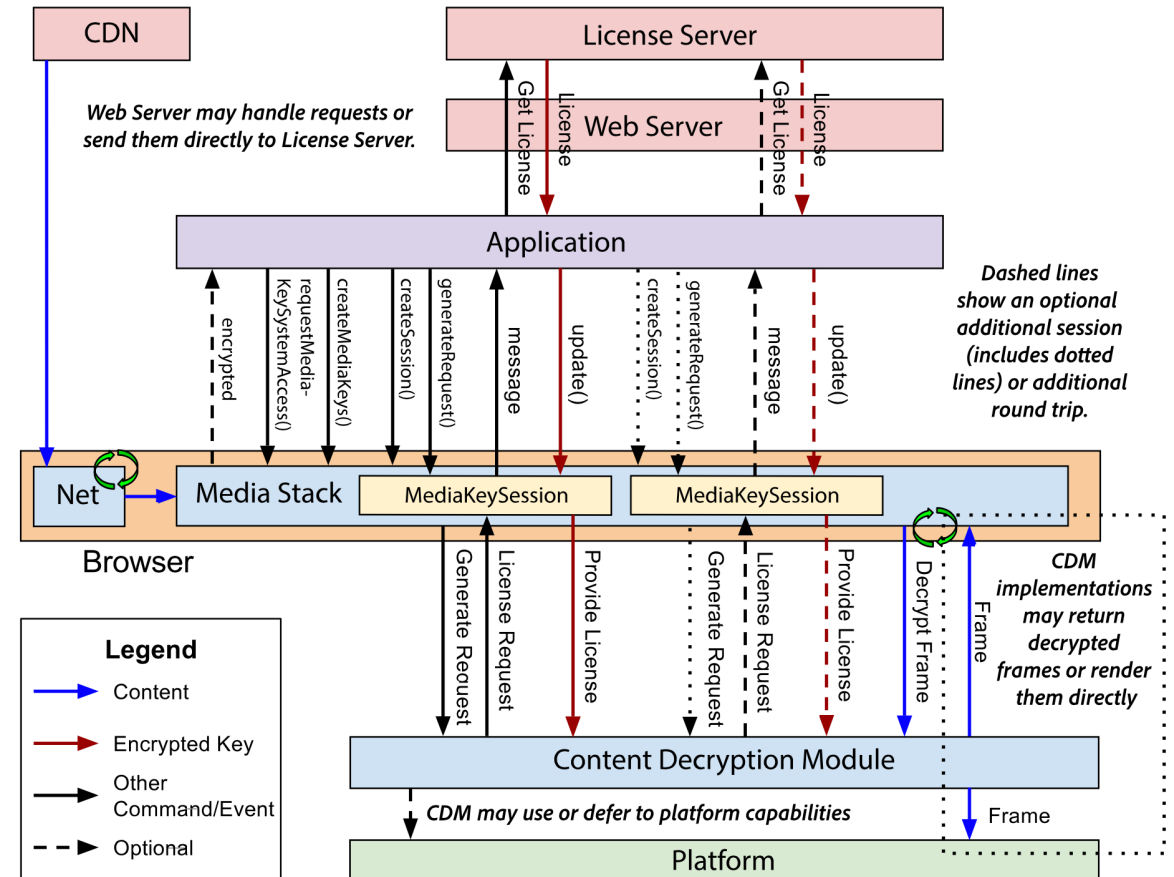 CDN
License Server
Web Server may handle requests or
send them directly to License Server.
Get License
License
Get License
License
Web Server
Application
encrypted
requestMedia-
KeySystemAccess()
createMediaKeys()
createSession()
generateRequest()
message
update()
createSession()
generateRequest()
message
update()
Dashed lines
show an optional
additional session
(includes dotted
lines) or additional
round trip.
Net
Media Stack
MediaKeySession
MediaKeySession
Browser
Generate Request
License Request
Provide License
Generate Request
License Request
Provide License
Decrypt Frame
Frame
CDM
implementations
may return
decrypted
frames or render
them directly
Legend
Content
Encrypted Key
Other
Command/Event
Optional
Content Decryption Module
CDM may use or defer to platform capabilities
Frame
Platform